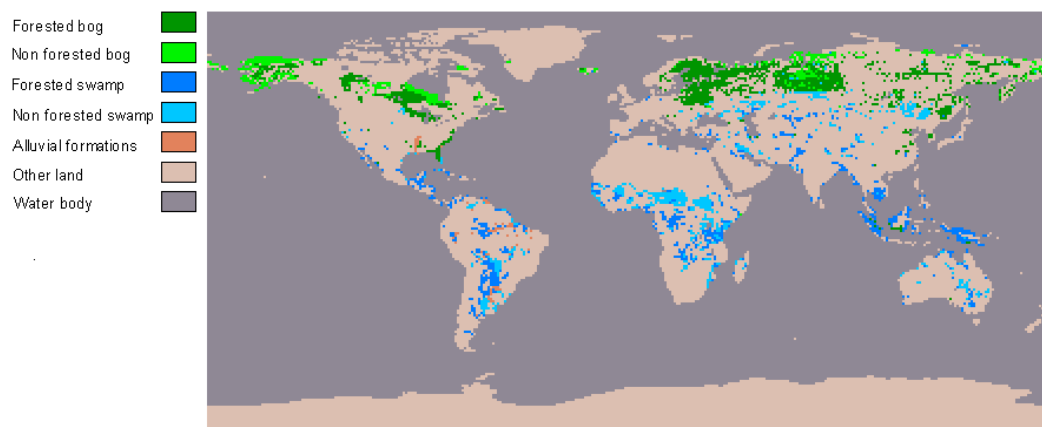 Forested bog
Non forested bog
Forested swamp
Non forested swamp
Alluvial formations
Other land
Water body
.